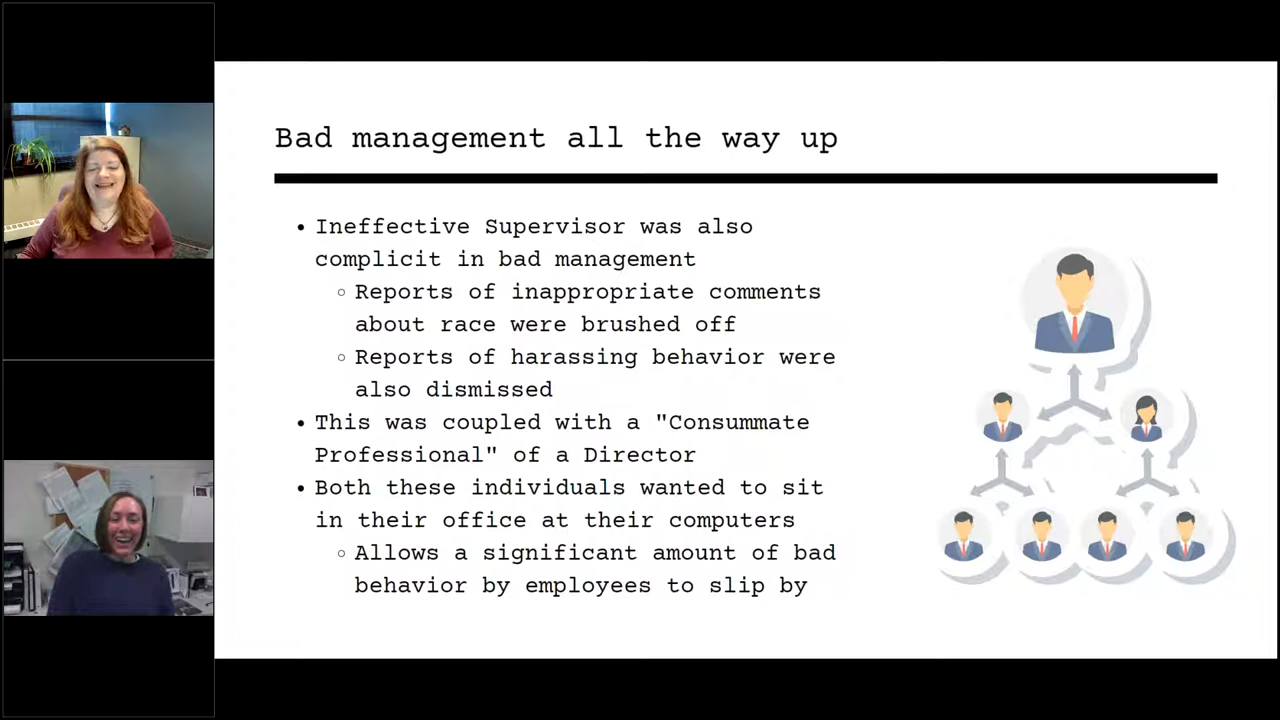 Bad management all the way up
• Ineffective Supervisor was also
complicit in bad management
○ Reports of inappropriate comments
about race were brushed off
○ Reports of harassing behavior were
also dismissed
• This was coupled with a "Consummate
Professional" of a Director
• Both these individuals wanted to sit
in their office at their computers
○ Allows a significant amount of bad
behavior by employees to slip by